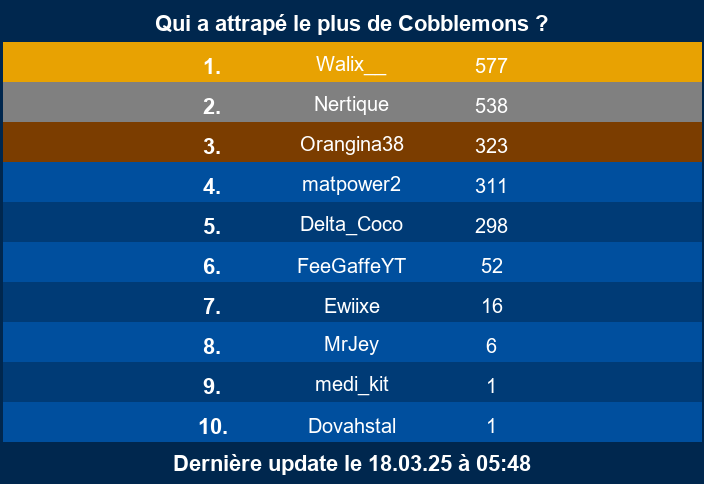 Qui a attrapé le plus de Cobblemons ?
1. Walix__ 577
2. Nertique 538
3. Orangina38 323
4. matpower2 311
5. Delta_Coco 298
6. FeeGaffeYT 52
7. Ewiixe 16
8. MrJey 6
9. medi_kit 1
10. Dovahstal 1
Dernière update le 18.03.25 à 05:48